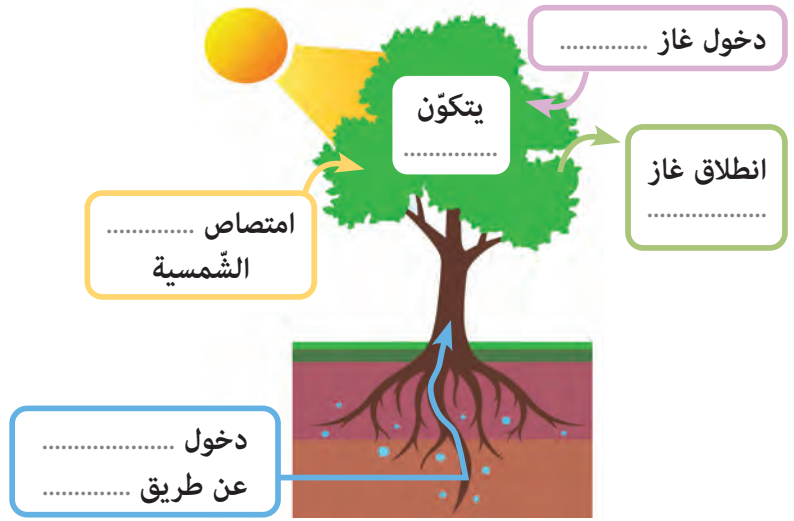 دخول غاز ..............
يتكوّن
...............
انطلاق غاز
...................
امتصاص ..............
الشّمسية
دخول .....................
عن طريق ..............